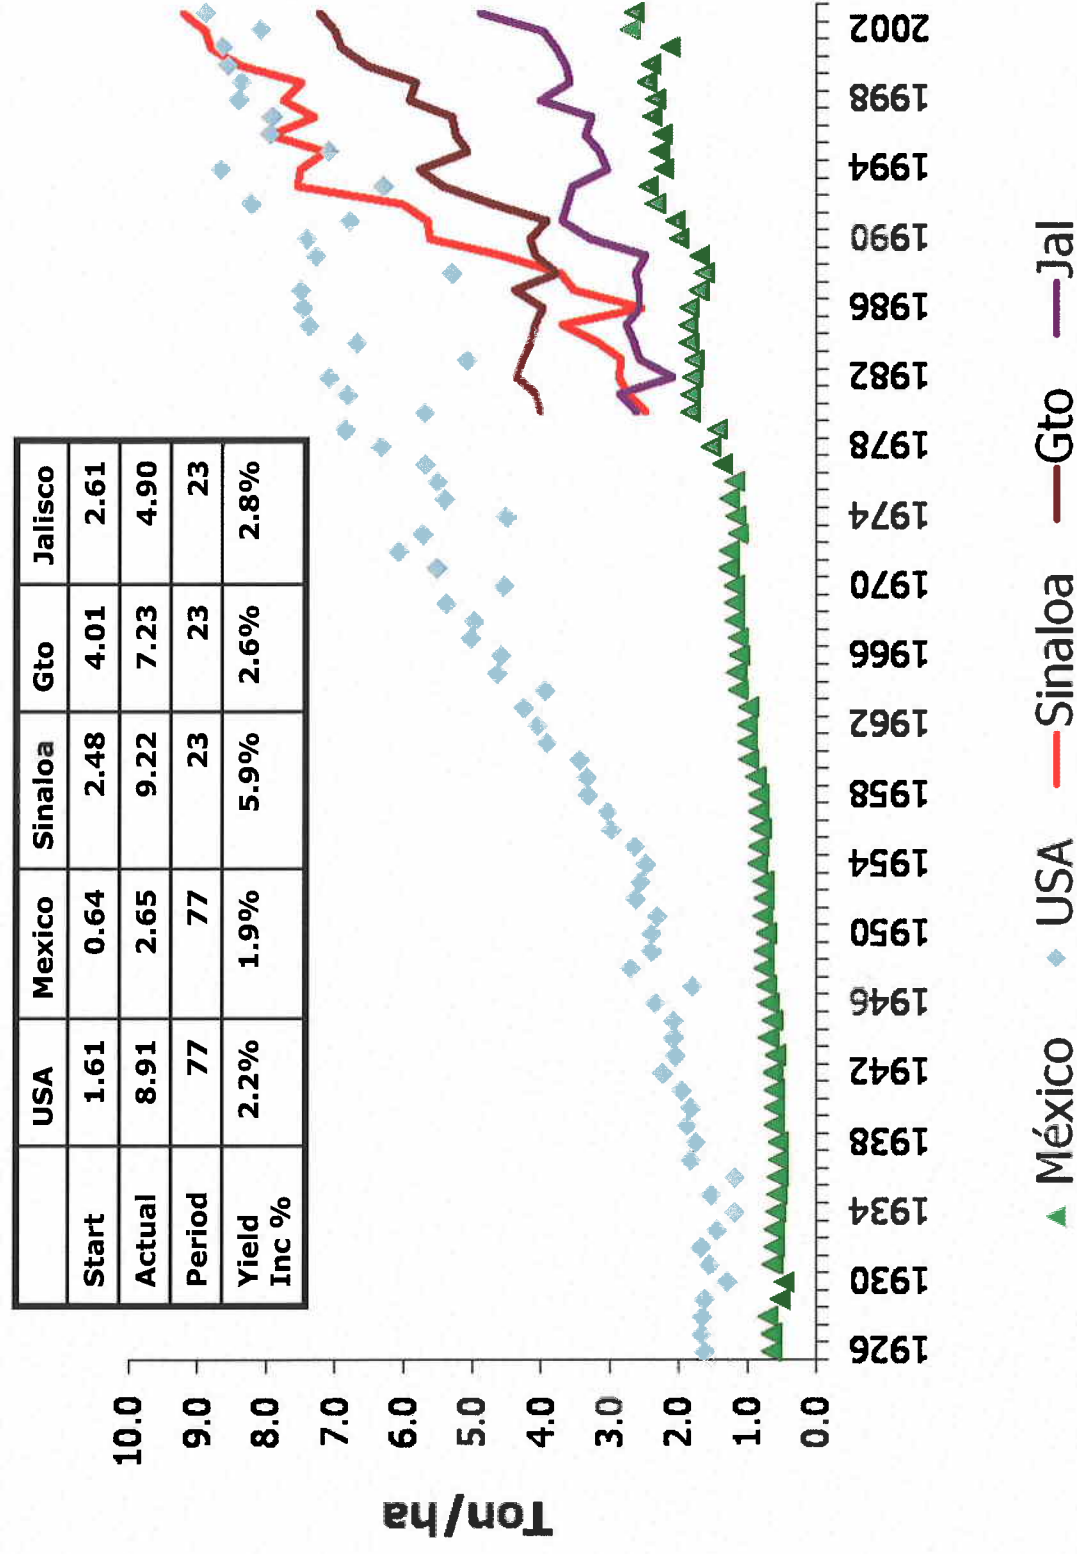 USA Mexico Sinaloa Gto Jalisco
Start 1.61 0.64 2.48 4.01 2.61
Actual 8.91 2.65 9.22 7.23 4.90
Period 77 77 23 23 23
Yield Inc % 2.2% 1.9% 5.9% 2.6% 2.8%
Ton/ha
10.0
9.0
8.0
7.0
6.0
5.0
4.0
3.0
2.0
1.0
0.0
1926 1930 1934 1938 1942 1946 1950 1954 1958 1962 1966 1970 1974 1978 1982 1986 1990 1994 1998 2002
México USA Sinaloa Gto Jal